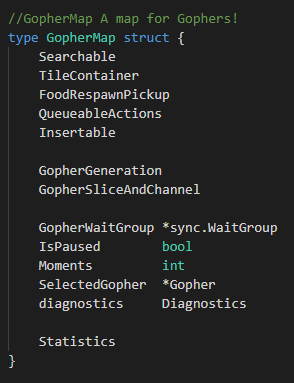 //GopherMap A map for Gophers!
type GopherMap struct {
    Searchable
    TileContainer
    FoodRespawnPickup
    QueueableActions
    Insertable

    GopherGeneration
    GopherSliceAndChannel

    GopherWaitGroup *sync.WaitGroup
    IsPaused        bool
    Moments         int
    SelectedGopher  *Gopher
    diagnostics     Diagnostics

    Statistics
}